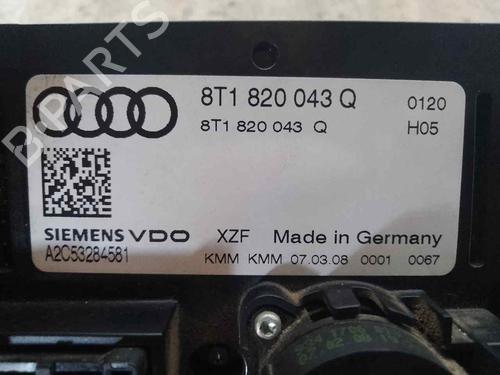 8T1 820 043 Q 0120
8T1 820 043 Q H05
SIEMENS VDO XZF Made in Germany
A2C53284581 KMM KMM 07.03.08 0001 0067
B-PARTS